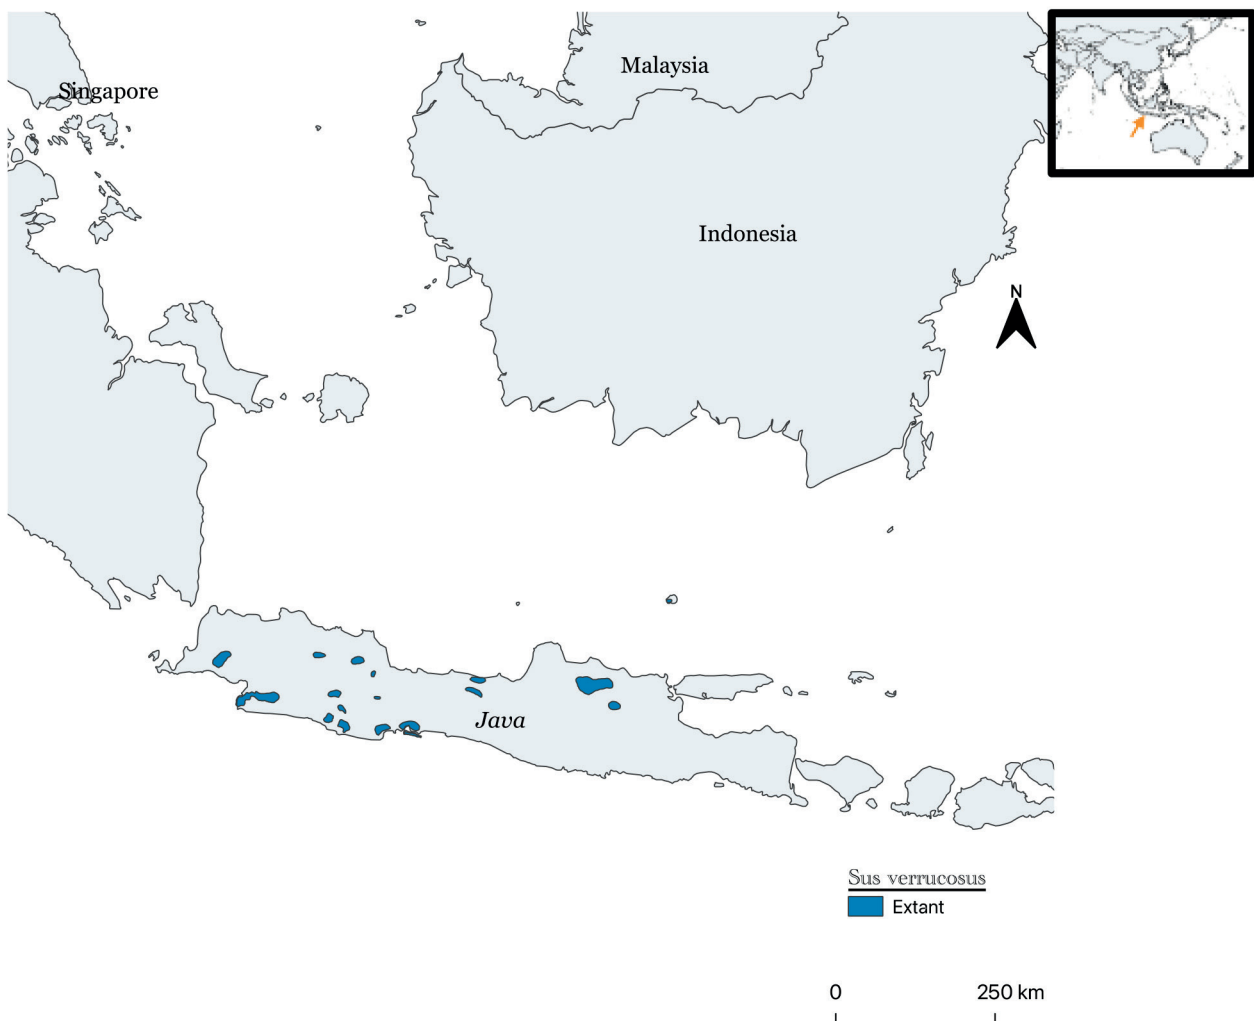 Malaysia
Singapore
Indonesia
N
Java
Sus verrucosus
Extant
0 250 km